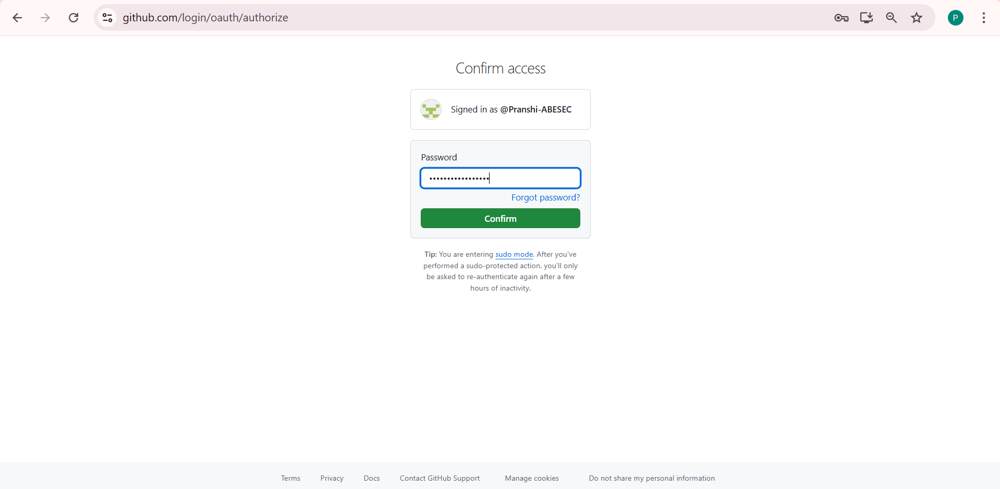 github.com/login/oauth/authorize
P
Confirm access
Signed in as @Pranshi-ABESEC
Password
•••••••••••••••••
Forgot password?
Confirm
Tip: You are entering sudo mode. After you've
performed a sudo-protected action, you'll only
be asked to re-authenticate again after a few
hours of inactivity.
Terms Privacy Docs Contact GitHub Support Manage cookies Do not share my personal information